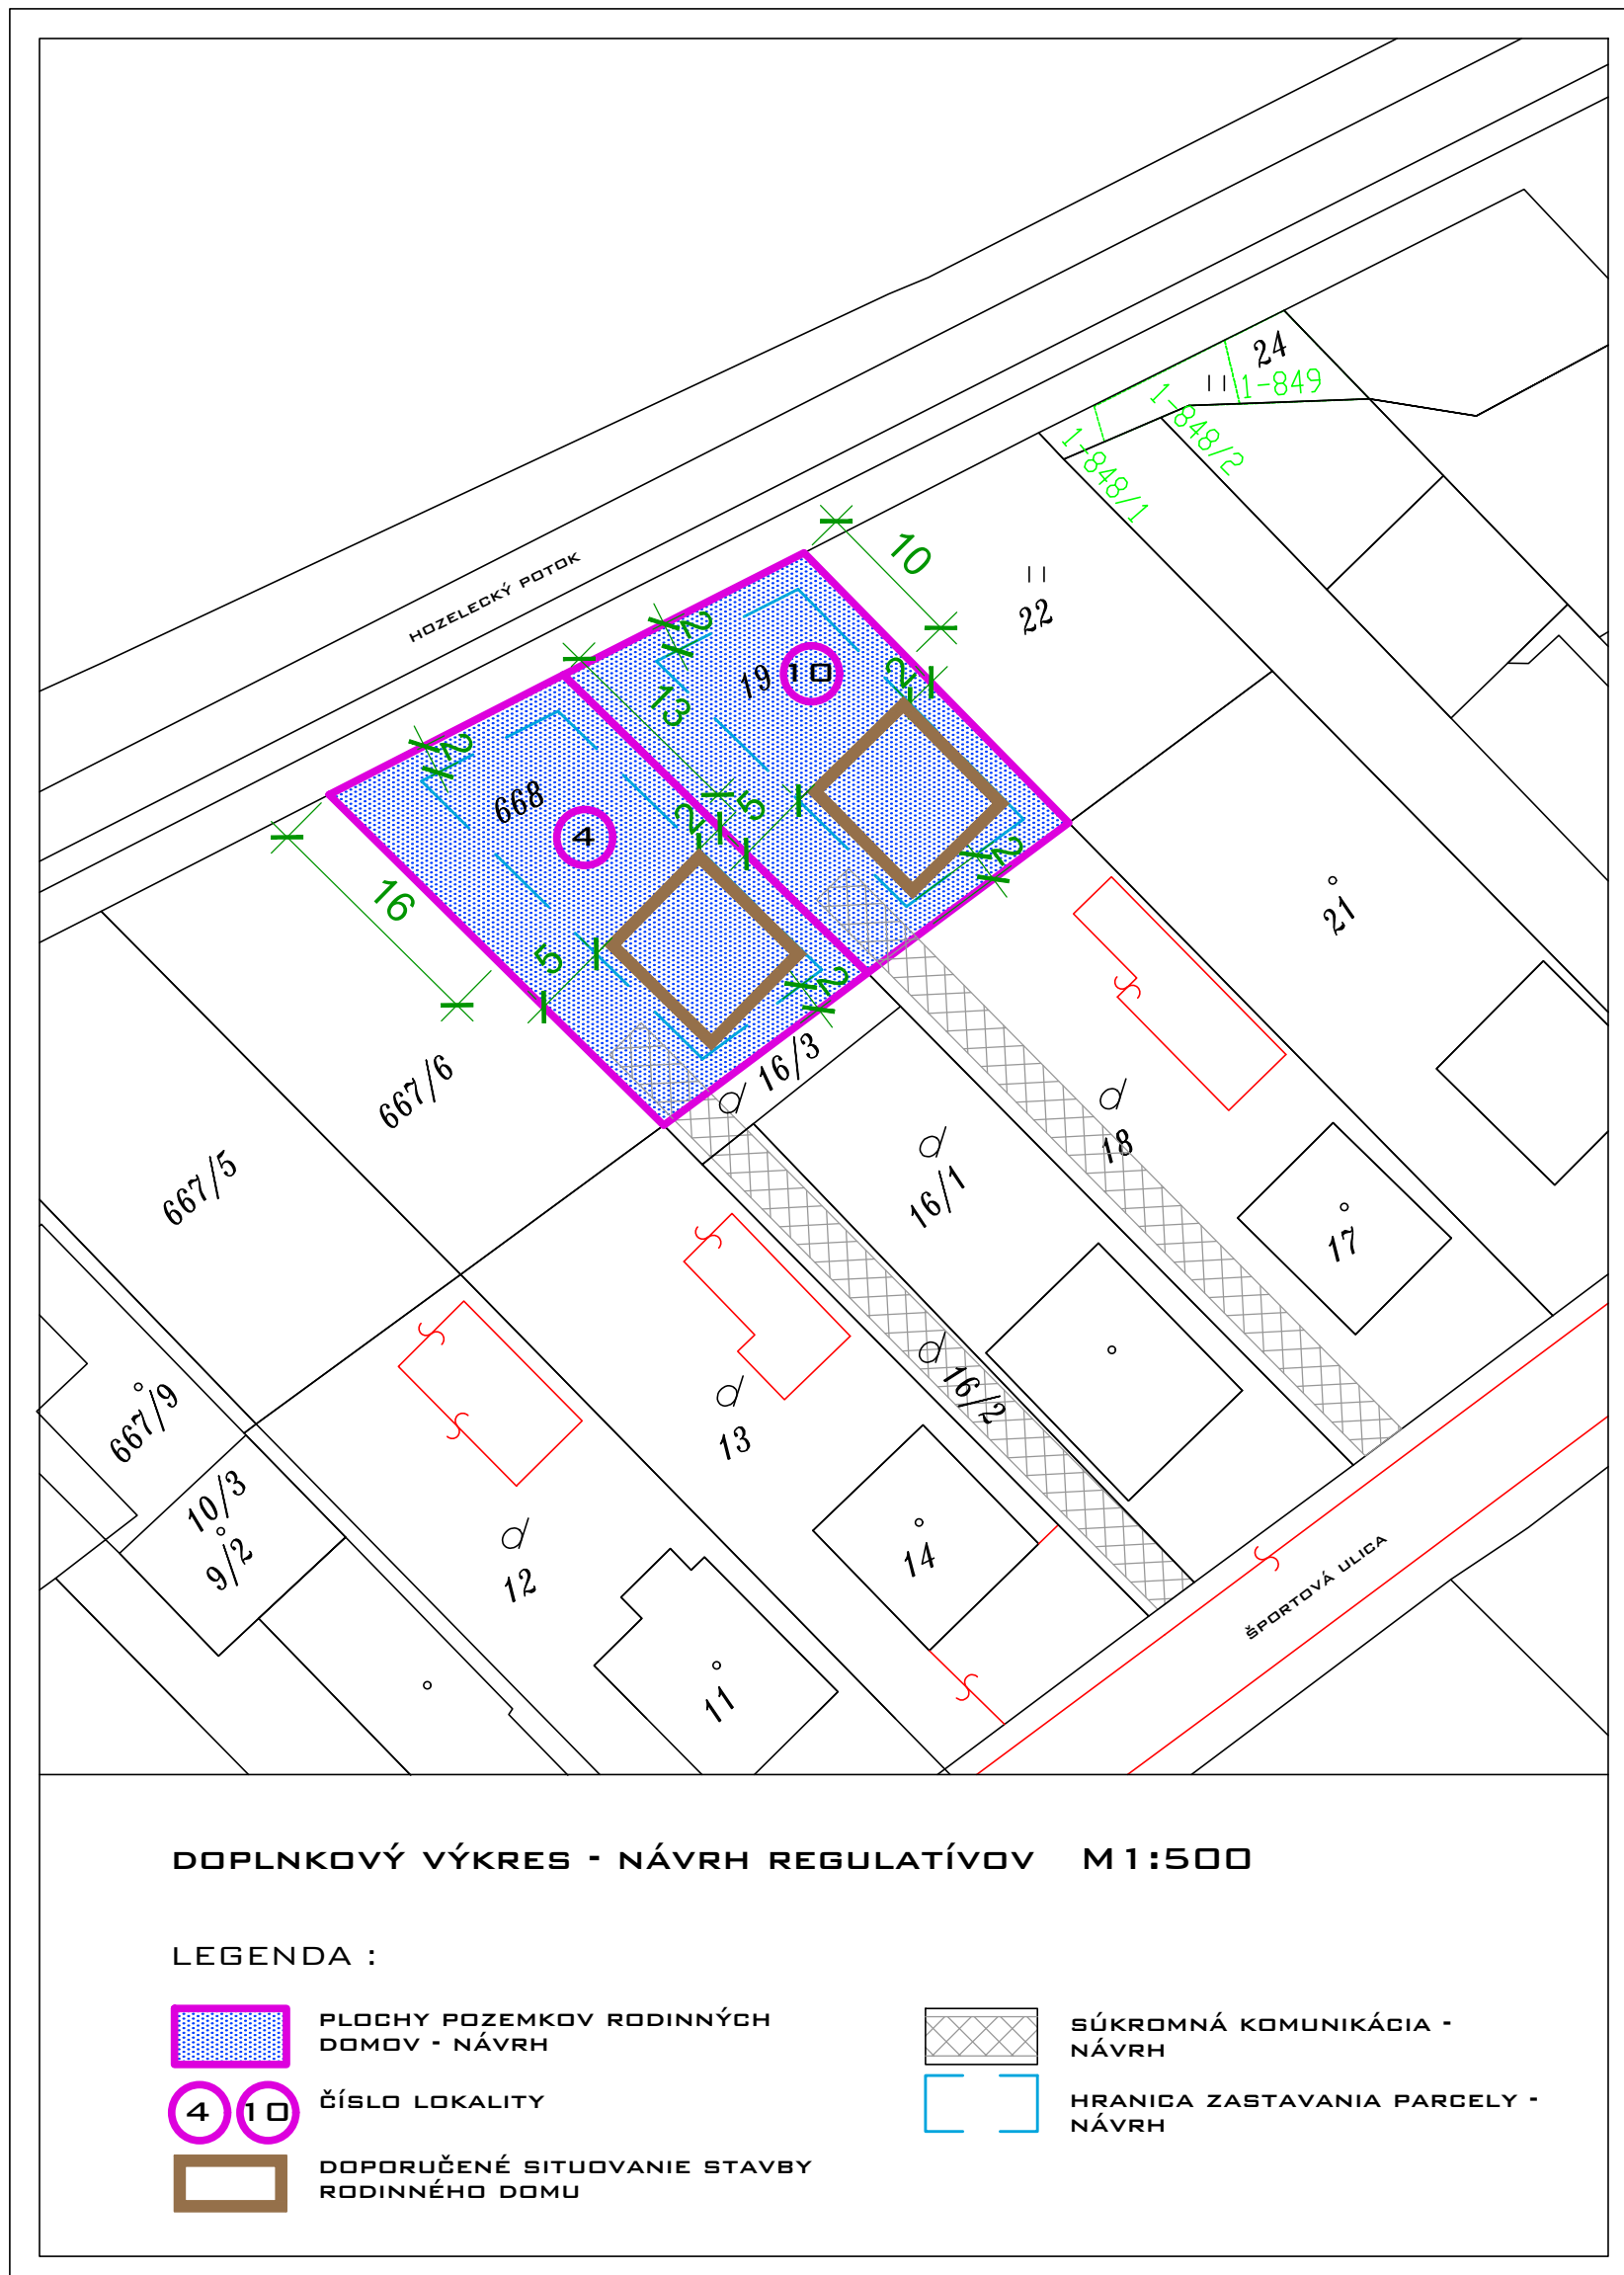 24
1-849
1-848/2
1-848/1
HOZELECKÝ POTOK
10
22
2
19
10
2
13
2
668
4
2
5
2
16
5
2
21
16/3
667/6
18
16/1
667/5
17
16/2
667/9
13
10/3
9/2
14
12
11
ŠPORTOVÁ ULICA
DOPLNKOVÝ VÝKRES - NÁVRH REGULATÍVOV M1:500
LEGENDA :
PLOCHY POZEMKOV RODINNÝCH
DOMOV - NÁVRH
4 10
ČÍSLO LOKALITY
DOPORUČENÉ SITUOVANIE STAVBY
RODINNÉHO DOMU
SÚKROMNÁ KOMUNIKÁCIA -
NÁVRH
HRANICA ZASTAVANIA PARCELY -
NÁVRH